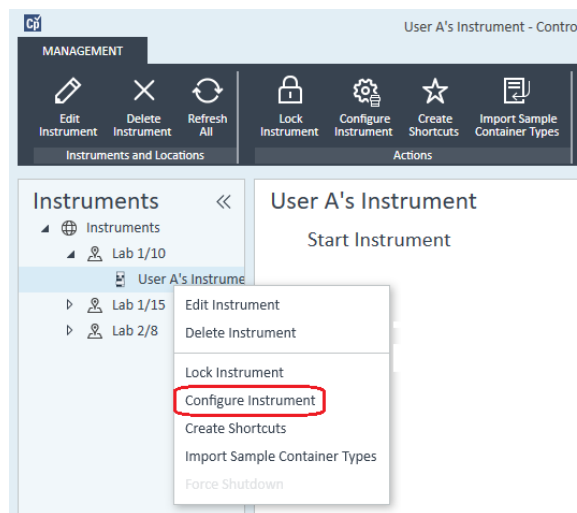 Cp
User A's Instrument - Contro
MANAGEMENT
Edit Instrument
Delete Instrument
Refresh All
Lock Instrument
Configure Instrument
Create Shortcuts
Import Sample Container Types
Instruments and Locations
Actions
Instruments
Instruments
Lab 1/10
User A's Instrume
Lab 1/15
Lab 2/8
User A's Instrument
Start Instrument
Edit Instrument
Delete Instrument
Lock Instrument
Configure Instrument
Create Shortcuts
Import Sample Container Types
Force Shutdown